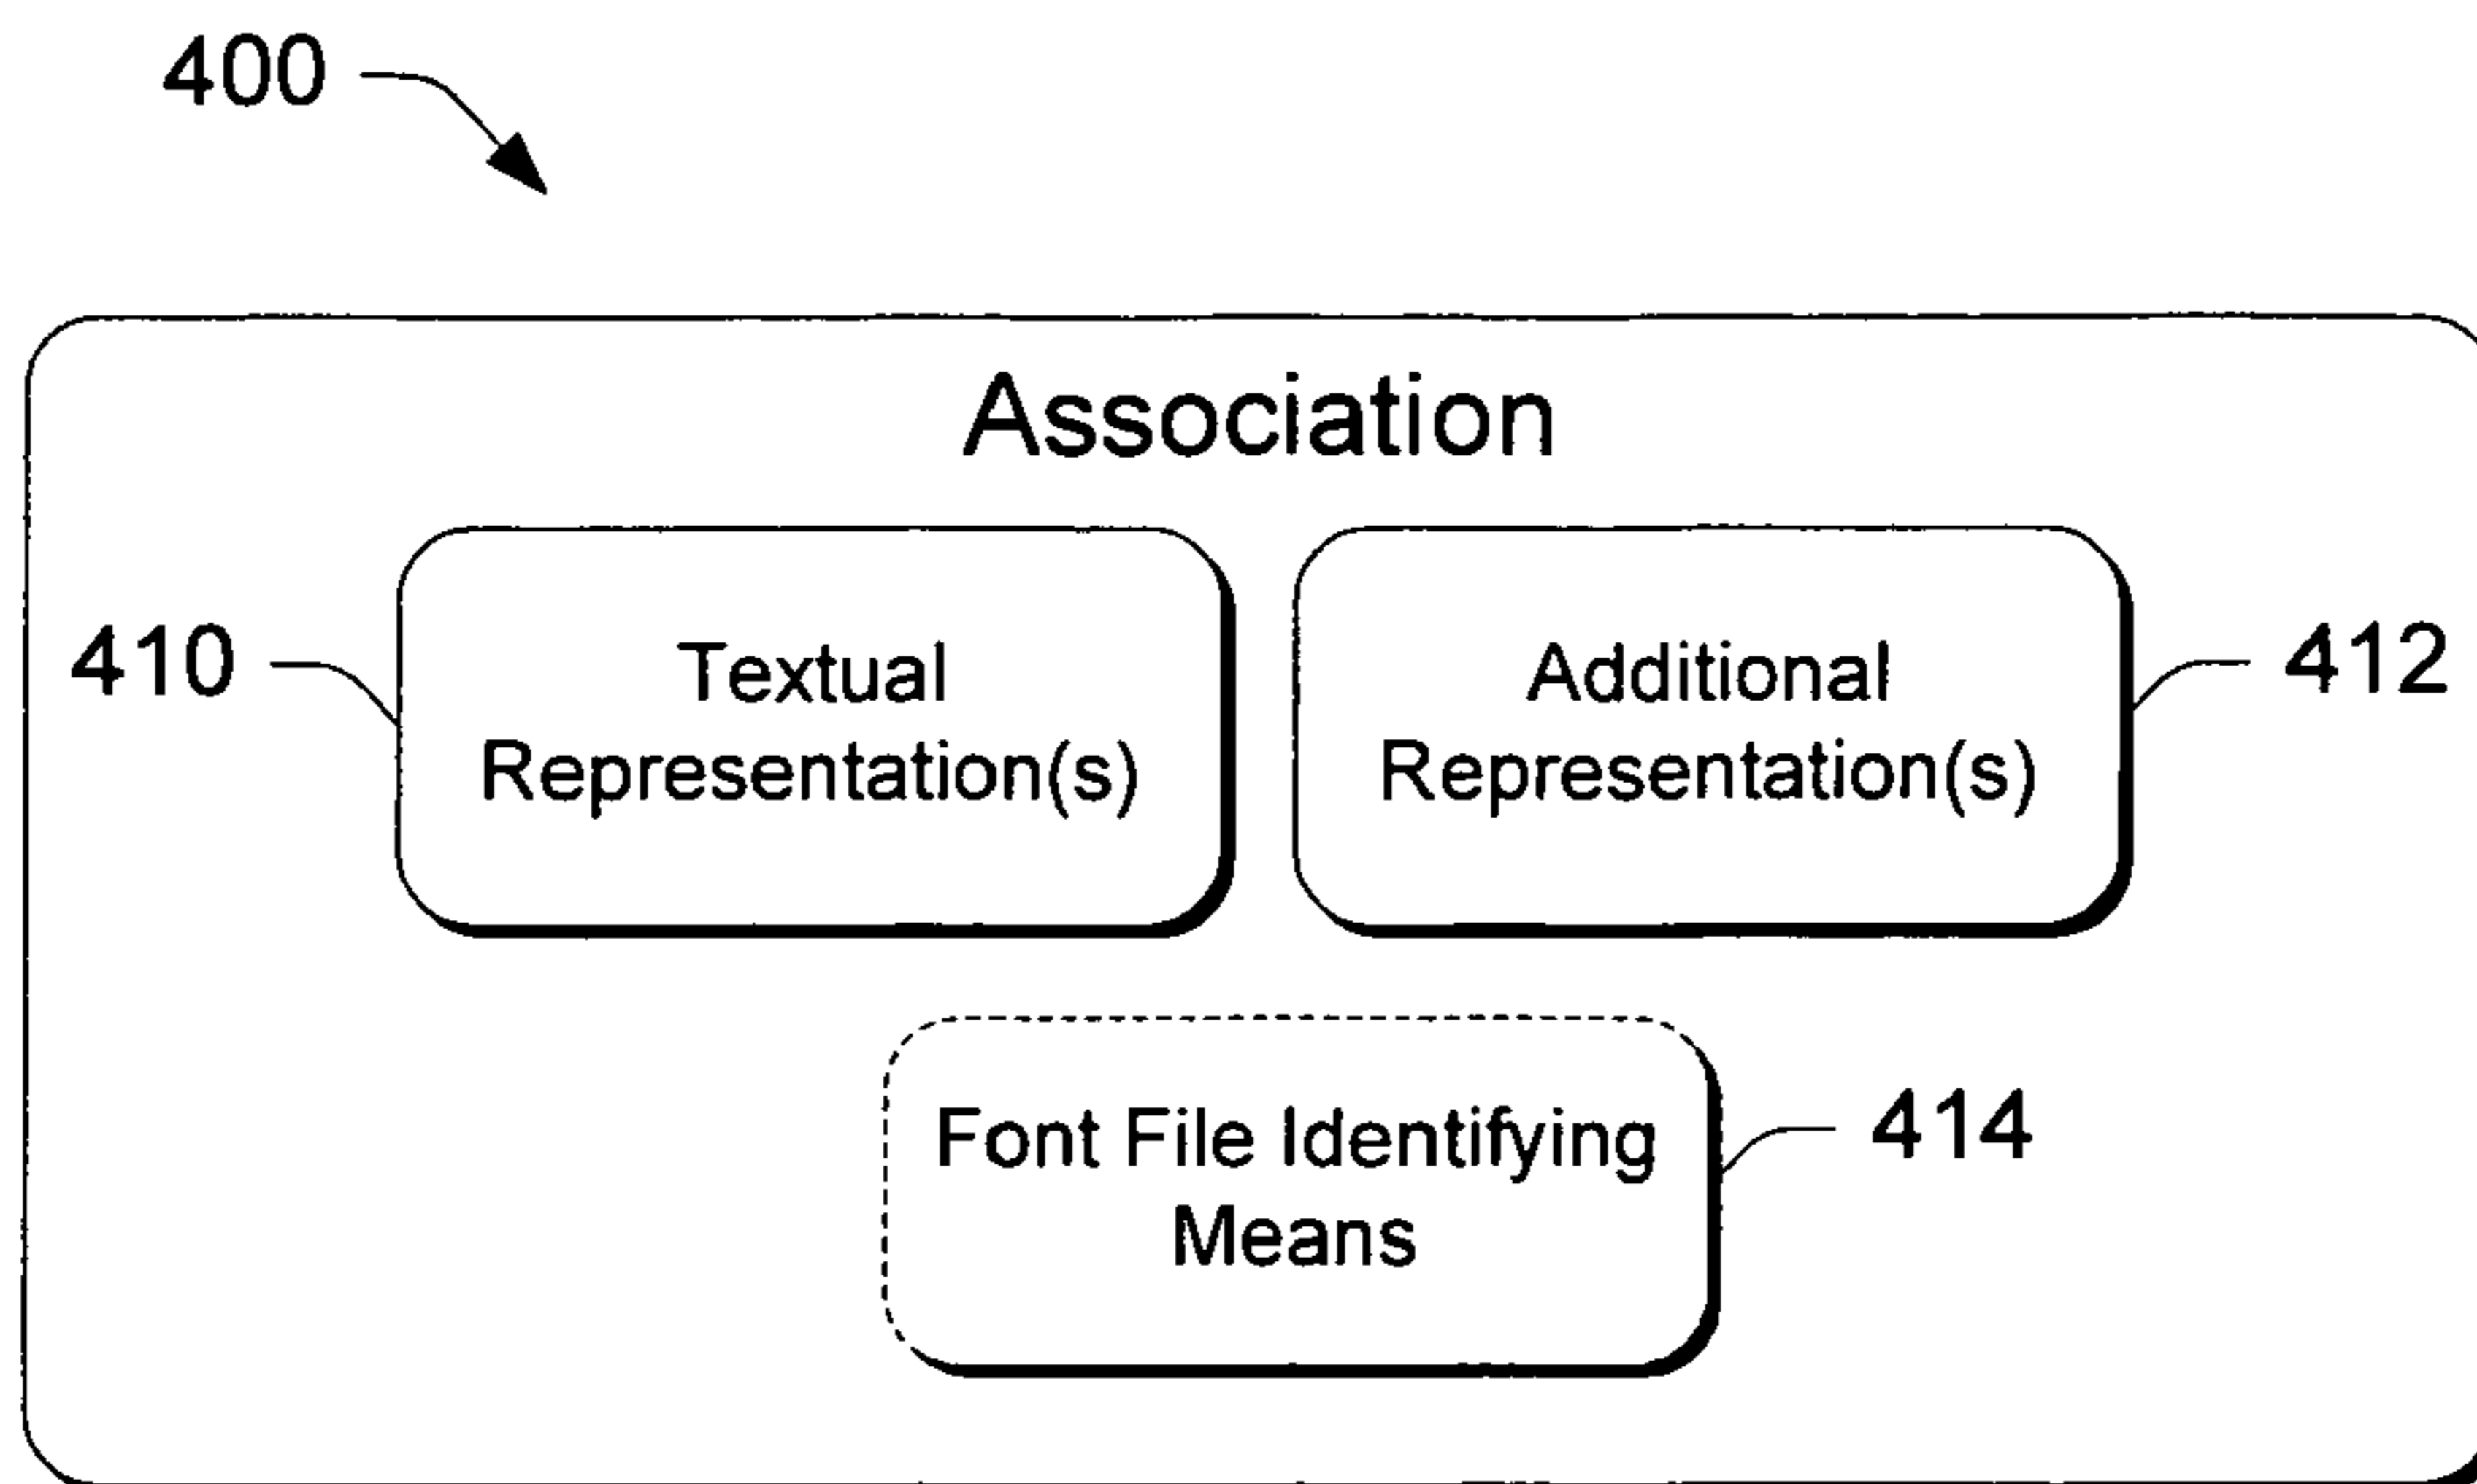 400
Association
410
Textual
Representation(s)
Additional
Representation(s)
412
Font File Identifying
Means
414